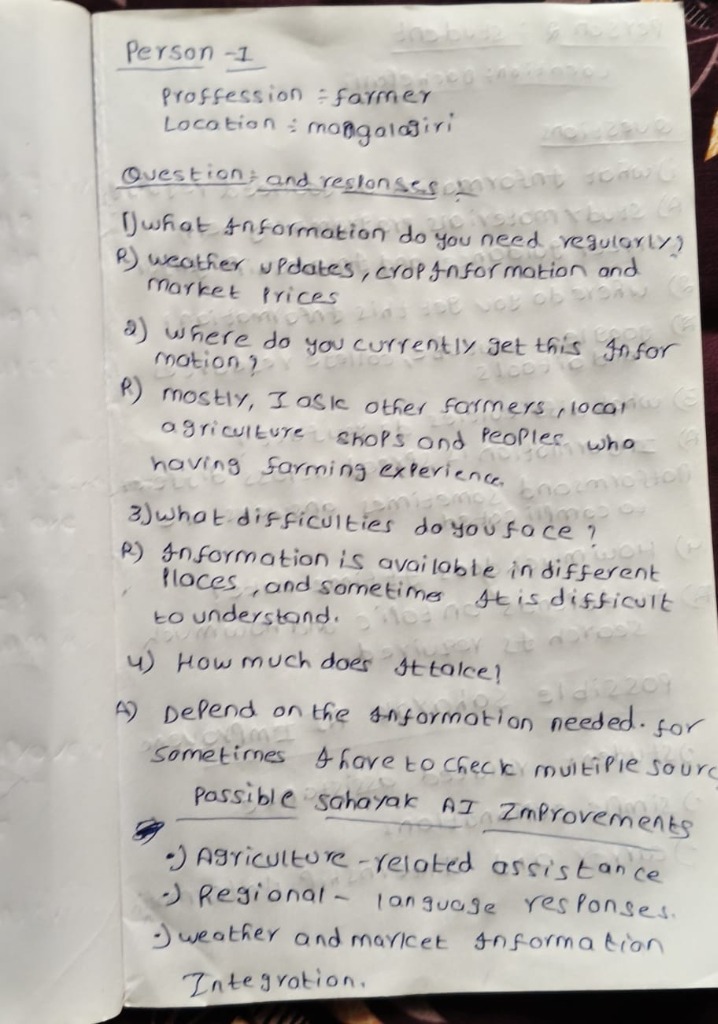 Person -1
Proffession : farmer
Location : mangalagiri
Question: and responses :
1) what Information do you need regularly?
R) weather updates, crop Information and
market prices
2) where do you currently get this Infor
mation?
R) mostly, I ask other farmers, local
agriculture shops and peoples who
having farming experience.
3) what difficulties do you face?
R) Information is available in different
places, and sometimes It is difficult
to understand.
4) How much does It take?
A) Depend on the Information needed. for
sometimes I have to check multiple sourc
Possible sahayak AI Improvements
•) Agriculture -related assistance
•) Regional - language responses.
•) weather and market Information
Integration.